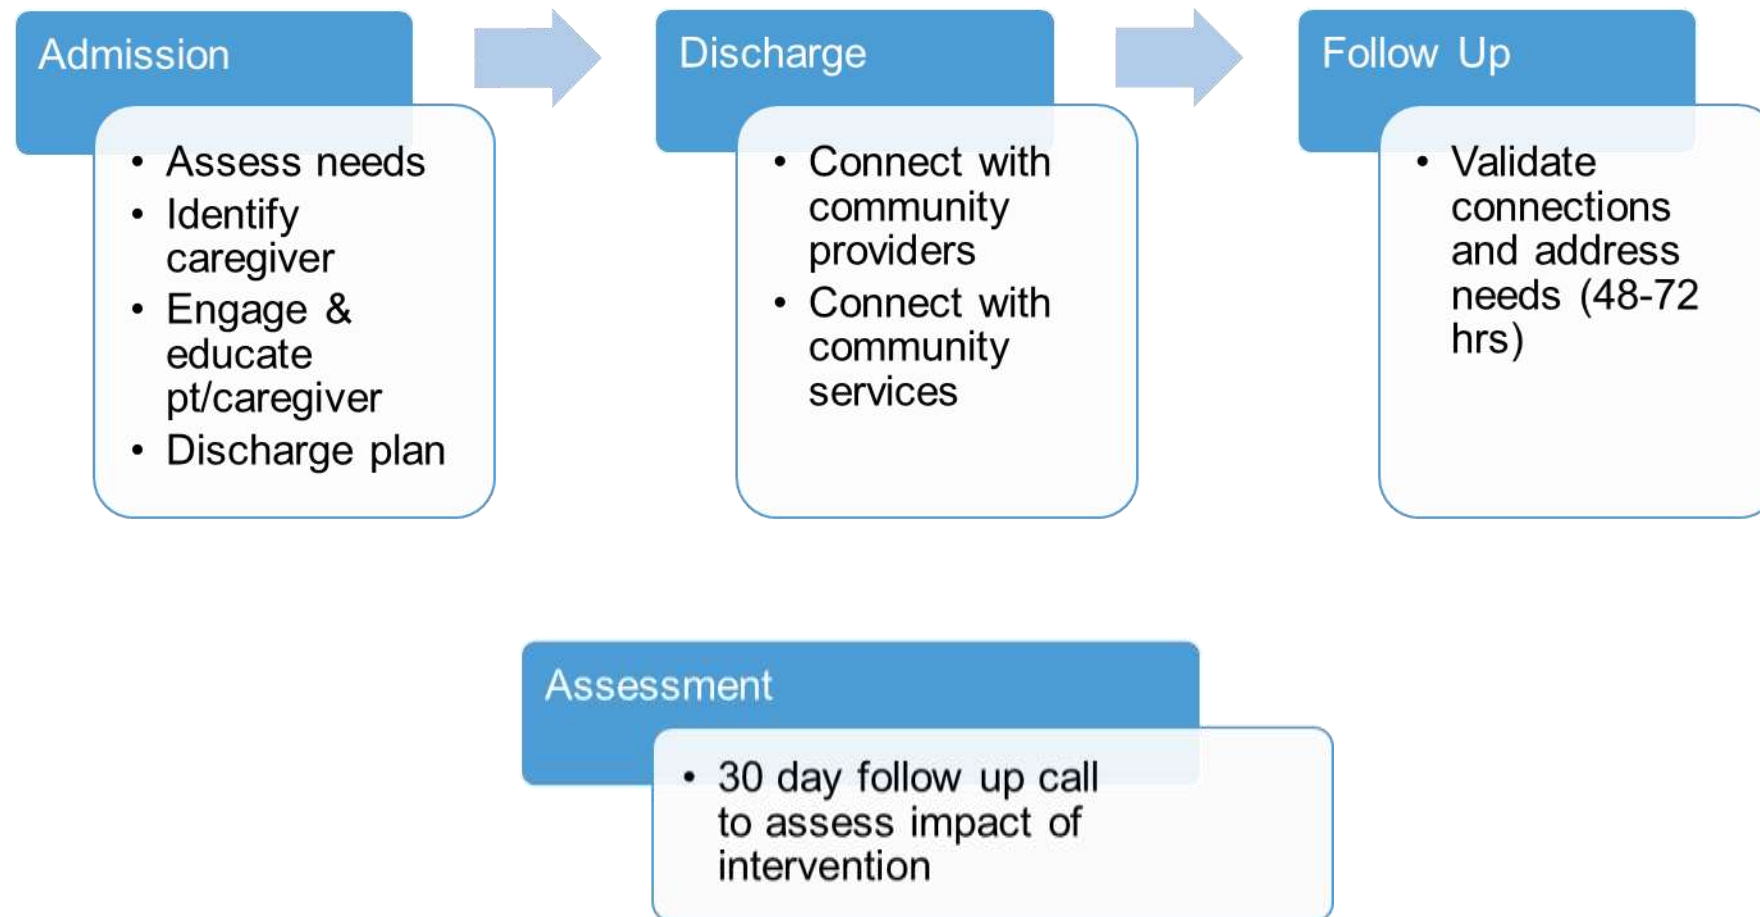 Admission
• Assess needs
• Identify
caregiver
• Engage &
educate
pt/caregiver
• Discharge plan
Discharge
• Connect with
community
providers
• Connect with
community
services
Follow Up
• Validate
connections
and address
needs (48-72
hrs)
Assessment
• 30 day follow up call
to assess impact of
intervention